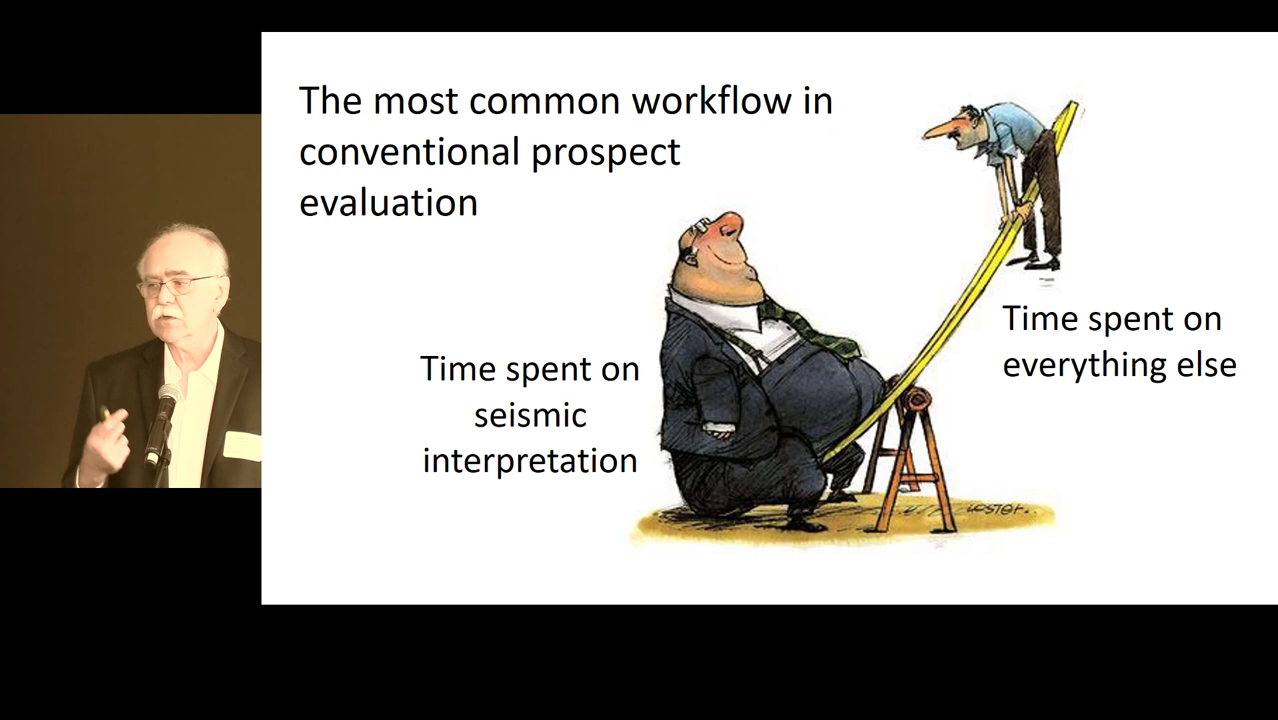 The most common workflow in
conventional prospect
evaluation
Time spent on
seismic
interpretation
Time spent on
everything else